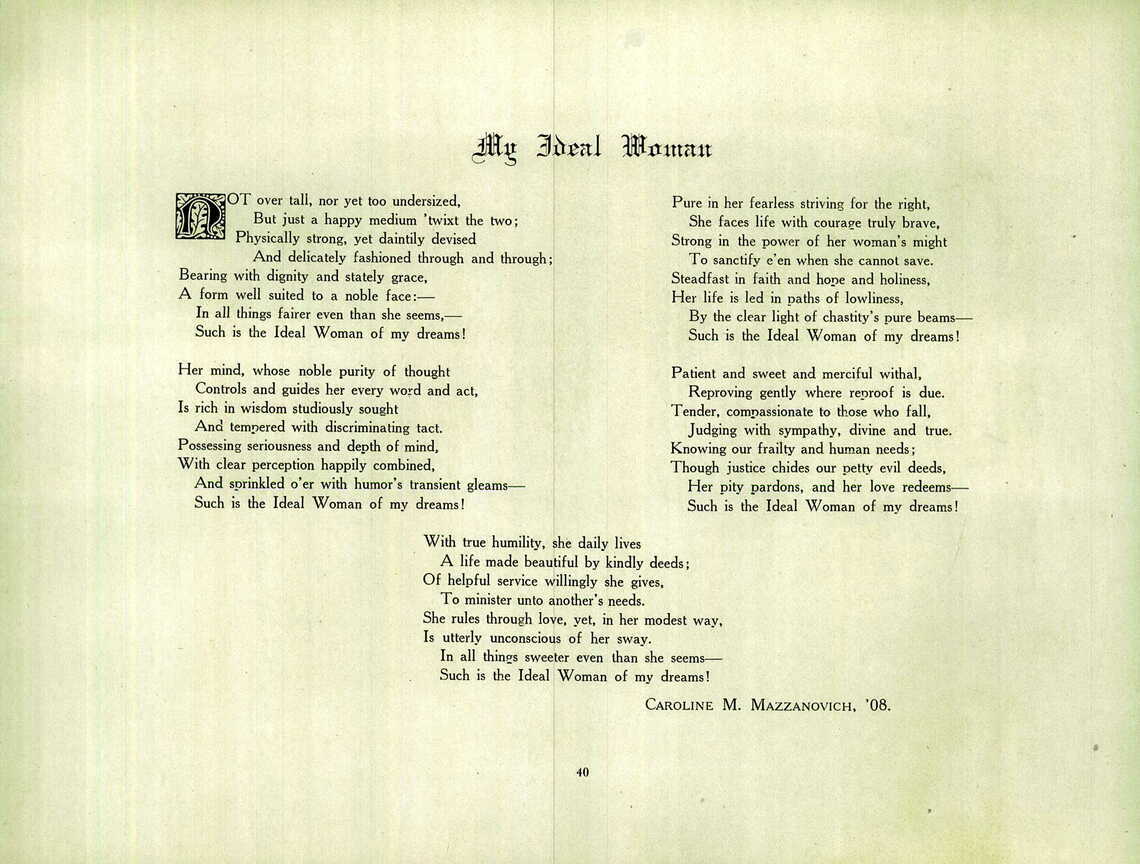 My Ideal Woman
NOT over tall, nor yet too undersized,
But just a happy medium 'twixt the two;
Physically strong, yet daintily devised
And delicately fashioned through and through;
Bearing with dignity and stately grace,
A form well suited to a noble face:—
In all things fairer even than she seems,—
Such is the Ideal Woman of my dreams!
Her mind, whose noble purity of thought
Controls and guides her every word and act,
Is rich in wisdom studiously sought
And tempered with discriminating tact.
Possessing seriousness and depth of mind,
With clear perception happily combined,
And sprinkled o'er with humor's transient gleams—
Such is the Ideal Woman of my dreams!
Pure in her fearless striving for the right,
She faces life with courage truly brave,
Strong in the power of her woman's might
To sanctify e'en when she cannot save.
Steadfast in faith and hope and holiness,
Her life is led in paths of lowliness,
By the clear light of chastity's pure beams—
Such is the Ideal Woman of my dreams!
Patient and sweet and merciful withal,
Reproving gently where reproof is due.
Tender, compassionate to those who fall,
Judging with sympathy, divine and true.
Knowing our frailty and human needs;
Though justice chides our petty evil deeds,
Her pity pardons, and her love redeems—
Such is the Ideal Woman of my dreams!
With true humility, she daily lives
A life made beautiful by kindly deeds;
Of helpful service willingly she gives,
To minister unto another's needs.
She rules through love, yet, in her modest way,
Is utterly unconscious of her sway.
In all things sweeter even than she seems—
Such is the Ideal Woman of my dreams!
CAROLINE M. MAZZANOVICH, '08.
40